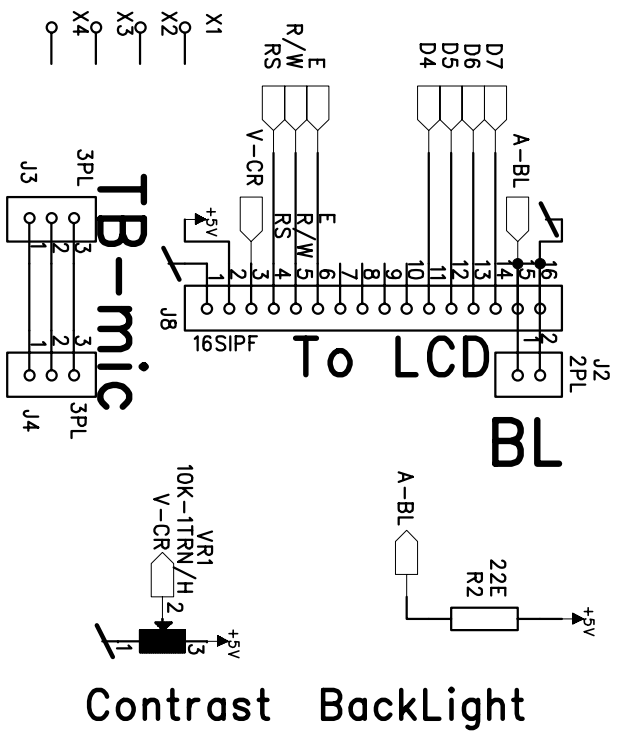 X4
X3
X2
X1
RS
R/W
E
D4
D5
D6
D7
V-CR
A-BL
J3
3PL
TB-mic
+5V
RS
R/W
E
1
2
3
1
2
3
4
5
6
7
8
9
10
11
12
13
14
15
16
J8
16SIPF
To LCD
1
2
J2
2PL
1
2
3
J4
3PL
BL
10K-1TRN/H
V-CR
VR1
2
1
3
+5V
A-BL
22E
R2
+5V
Contrast
BackLight